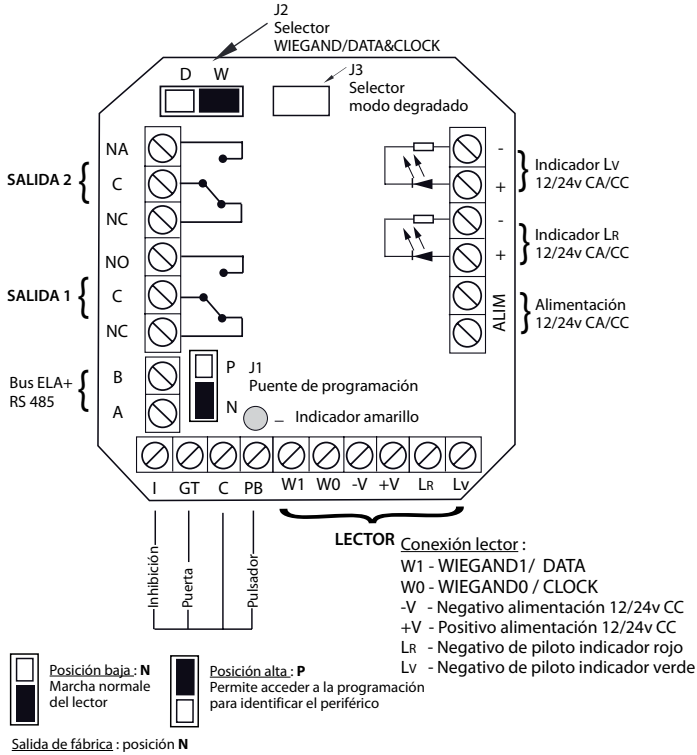 J2
Selector
WIEGAND/DATA&CLOCK
D W
J3
Selector
modo degradado
NA
C
NC
SALIDA 2
NO
C
NC
SALIDA 1
B
A
Bus ELA+
RS 485
P
N
J1
Puente de programación
– Indicador amarillo
-
+
Indicador LV
12/24v CA/CC
-
+
Indicador LR
12/24v CA/CC
ALIM
Alimentación
12/24v CA/CC
I GT C PB W1 W0 -V +V LR LV
Inhibición
Puerta
Pulsador
LECTOR
Conexión lector :
W1 - WIEGAND1/ DATA
W0 - WIEGAND0 / CLOCK
-V - Negativo alimentación 12/24v CC
+V - Positivo alimentación 12/24v CC
LR - Negativo de piloto indicador rojo
LV - Negativo de piloto indicador verde
Posición baja : N
Marcha normale
del lector
Posición alta : P
Permite acceder a la programación
para identificar el periférico
Salida de fábrica : posición N